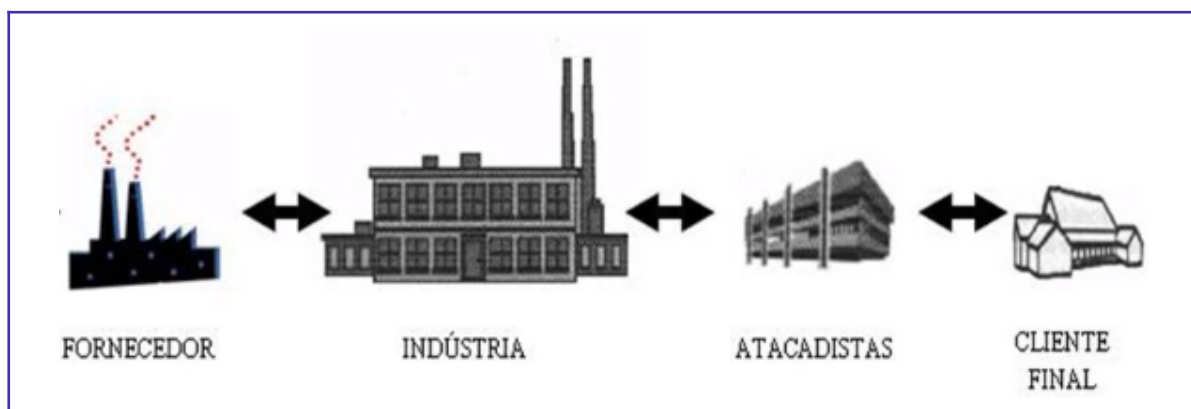 FORNECEDOR
INDÚSTRIA
ATACADISTAS
CLIENTE
FINAL